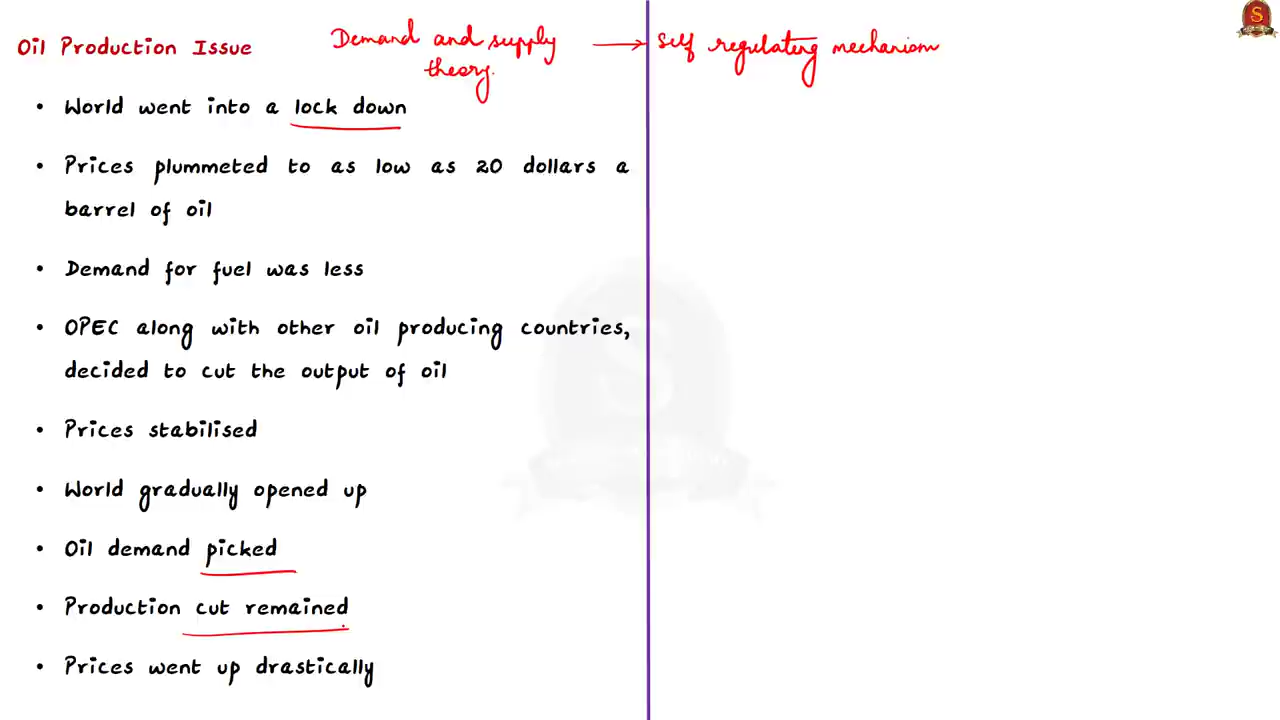 Oil Production Issue
Demand and supply
theory.
→ Self regulating mechanism
• World went into a lock down
• Prices plummeted to as low as 20 dollars a
barrel of oil
• Demand for fuel was less
• OPEC along with other oil producing countries,
decided to cut the output of oil
• Prices stabilised
• World gradually opened up
• Oil demand picked
• Production cut remained
• Prices went up drastically
S
S